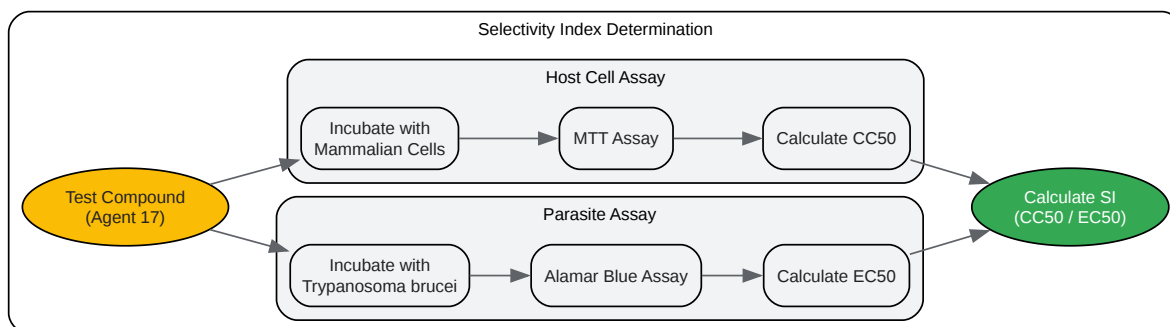 Selectivity Index Determination
Host Cell Assay
Incubate with
Mammalian Cells
MTT Assay
Calculate CC50
Test Compound
(Agent 17)
Calculate SI
(CC50 / EC50)
Parasite Assay
Incubate with
Trypanosoma brucei
Alamar Blue Assay
Calculate EC50